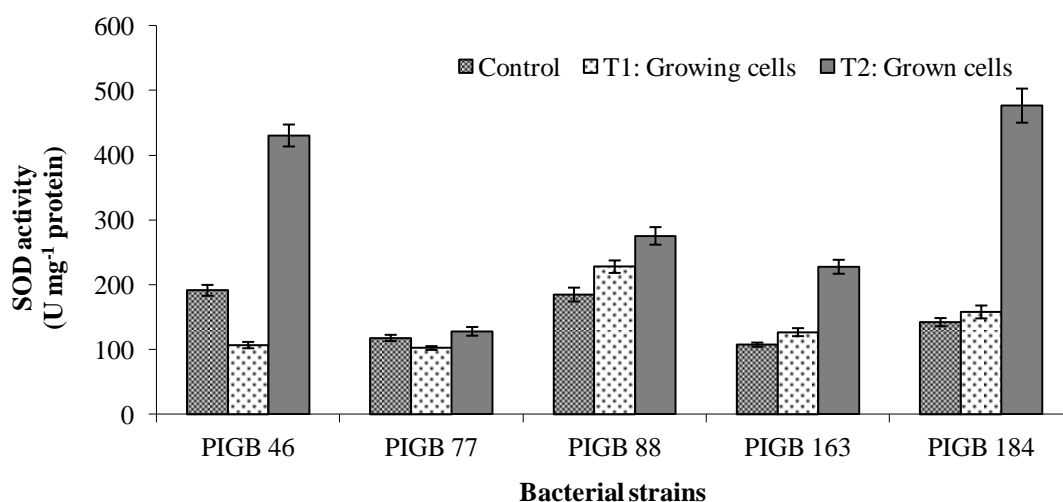 600
500
400
300
200
100
0
SOD activity
(U mg⁻¹ protein)
Control T1: Growing cells T2: Grown cells
PIGB 46 PIGB 77 PIGB 88 PIGB 163 PIGB 184
Bacterial strains